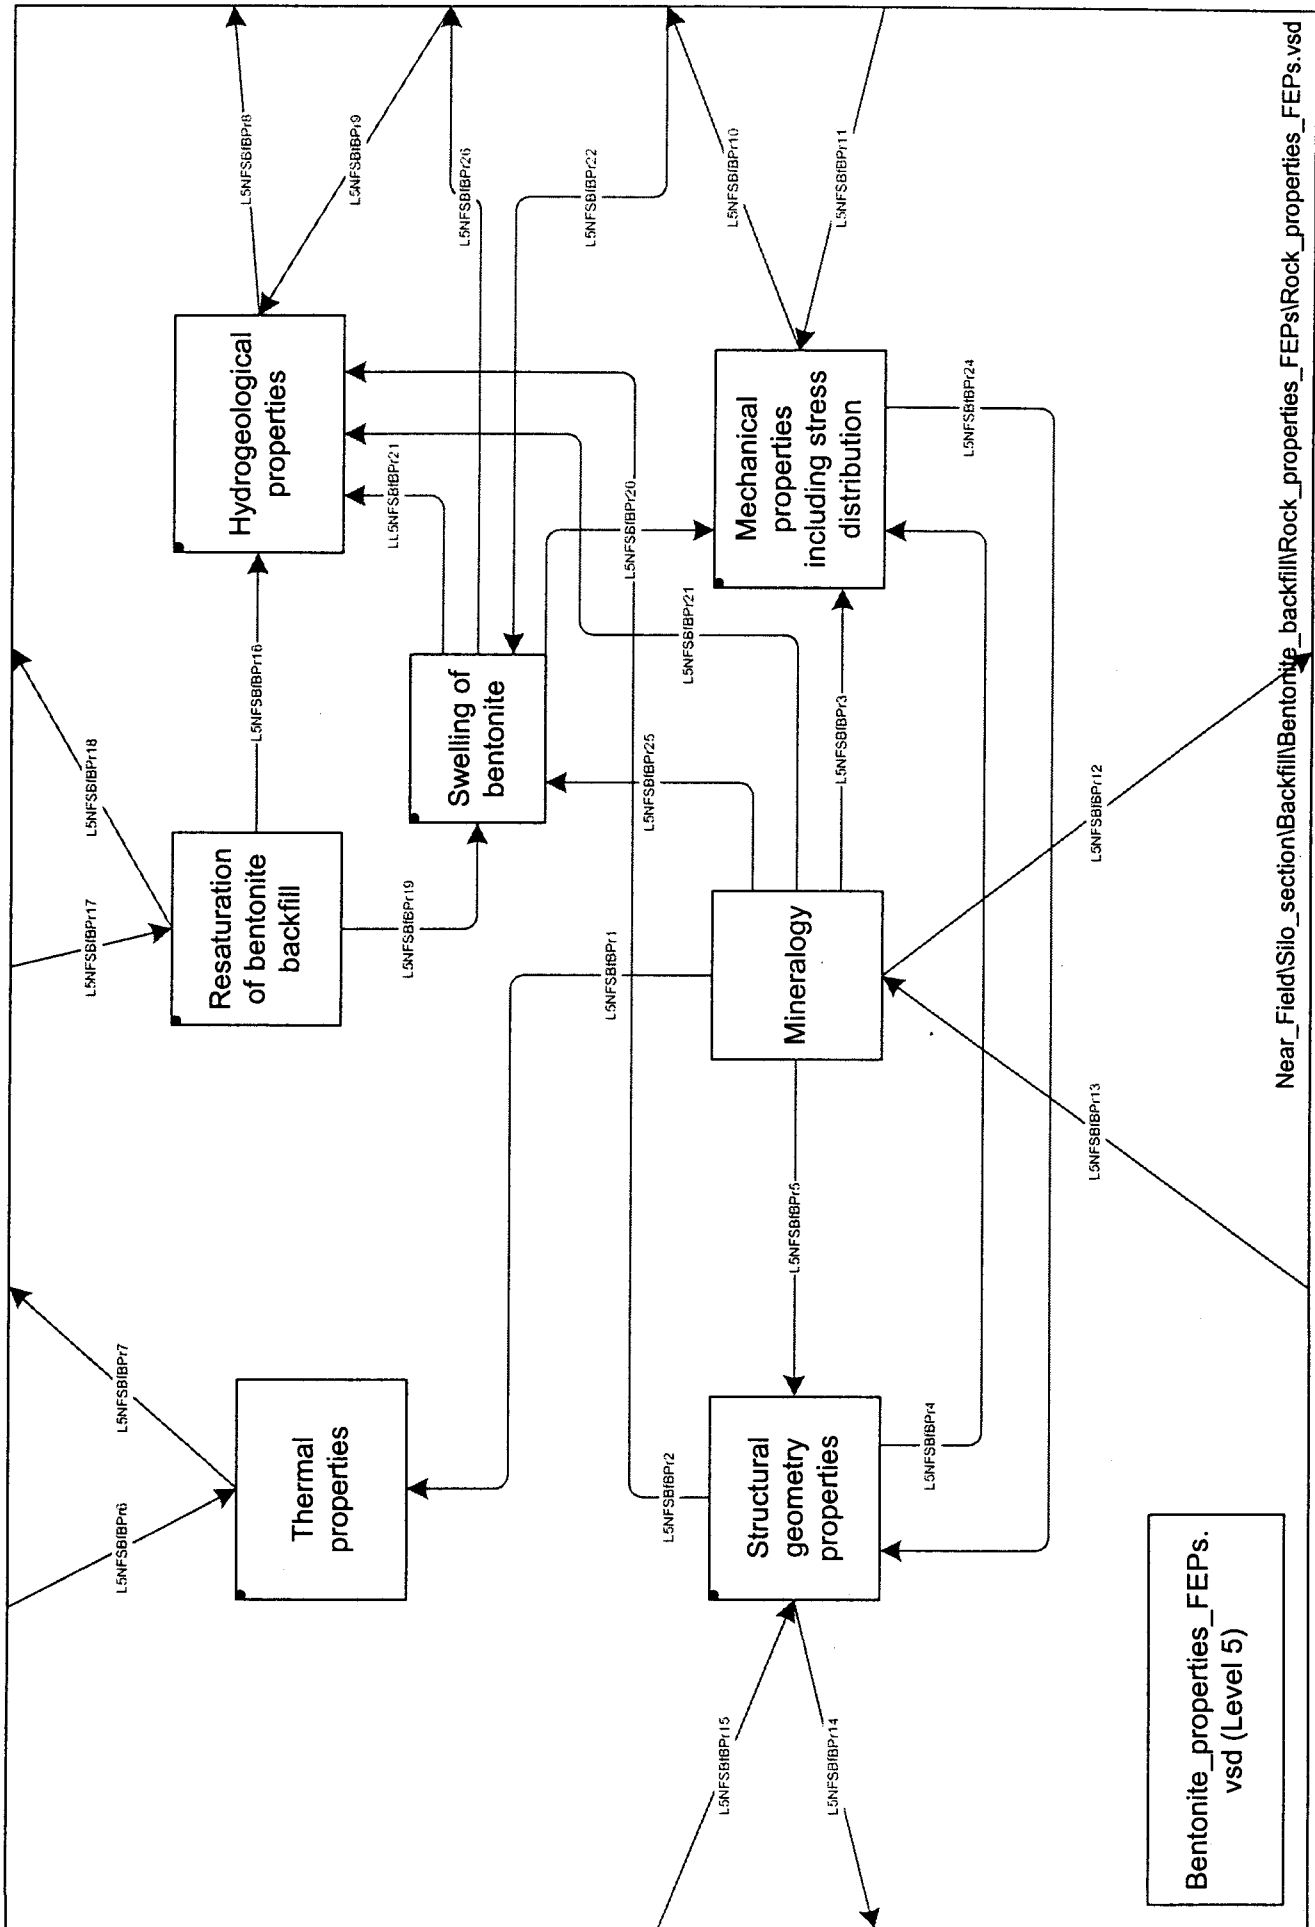 L5NFSBfBPr6
L5NFSBfBPr7
L5NFSBfBPr17
L5NFSBfBPr18
L5NFSBfBPr8
L5NFSBfBPr9
Thermal
properties
Resaturation
of bentonite
backfill
L5NFSBfBPr16
Hydrogeological
properties
L5NFSBfBPr19
LL5NFSBfBPr21
L5NFSBfBPr26
Swelling of
bentonite
L5NFSBfBPr22
L5NFSBfBPr1
L5NFSBfBPr20
L5NFSBfBPr25
L5NFSBfBPr2
L5NFSBfBPr21
L5NFSBfBPr10
L5NFSBfBPr15
L5NFSBfBPr14
Structural
geometry
properties
L5NFSBfBPr5
Mineralogy
L5NFSBfBPr3
Mechanical
properties
including stress
distribution
L5NFSBfBPr11
L5NFSBfBPr4
L5NFSBfBPr24
L5NFSBfBPr13
L5NFSBfBPr12
Bentonite_properties_FEPs.
vsd (Level 5)
Near_Field\Silo_section\Backfill\Bentonite_backfill\Rock_properties_FEPs\Rock_properties_FEPs.vsd